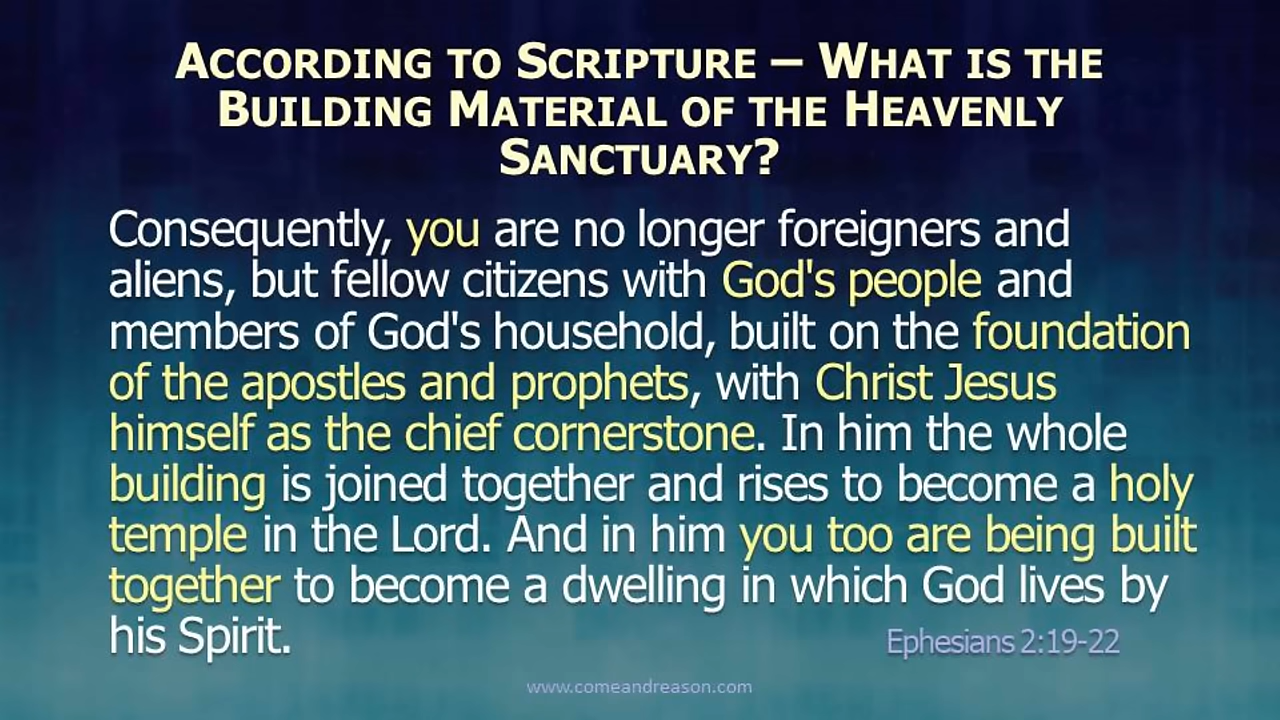 ACCORDING TO SCRIPTURE – WHAT IS THE
BUILDING MATERIAL OF THE HEAVENLY
SANCTUARY?
Consequently, you are no longer foreigners and
aliens, but fellow citizens with God's people and
members of God's household, built on the foundation
of the apostles and prophets, with Christ Jesus
himself as the chief cornerstone. In him the whole
building is joined together and rises to become a holy
temple in the Lord. And in him you too are being built
together to become a dwelling in which God lives by
his Spirit.
Ephesians 2:19-22
www.comeandreason.com